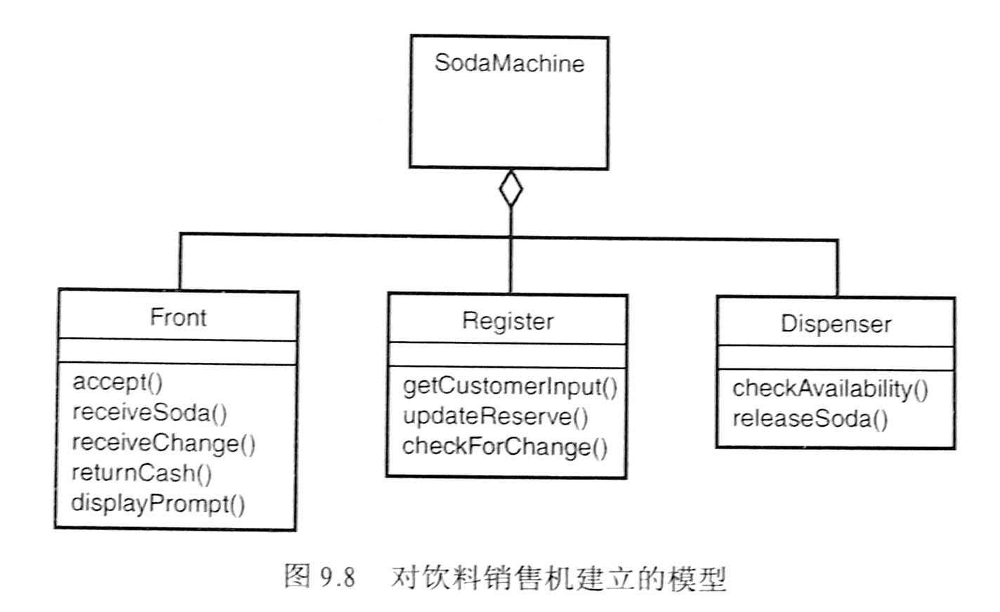 SodaMachine
Front
accept()
receiveSoda()
receiveChange()
returnCash()
displayPrompt()
Register
getCustomerInput()
updateReserve()
checkForChange()
Dispenser
checkAvailability()
releaseSoda()
图 9.8 对饮料销售机建立的模型